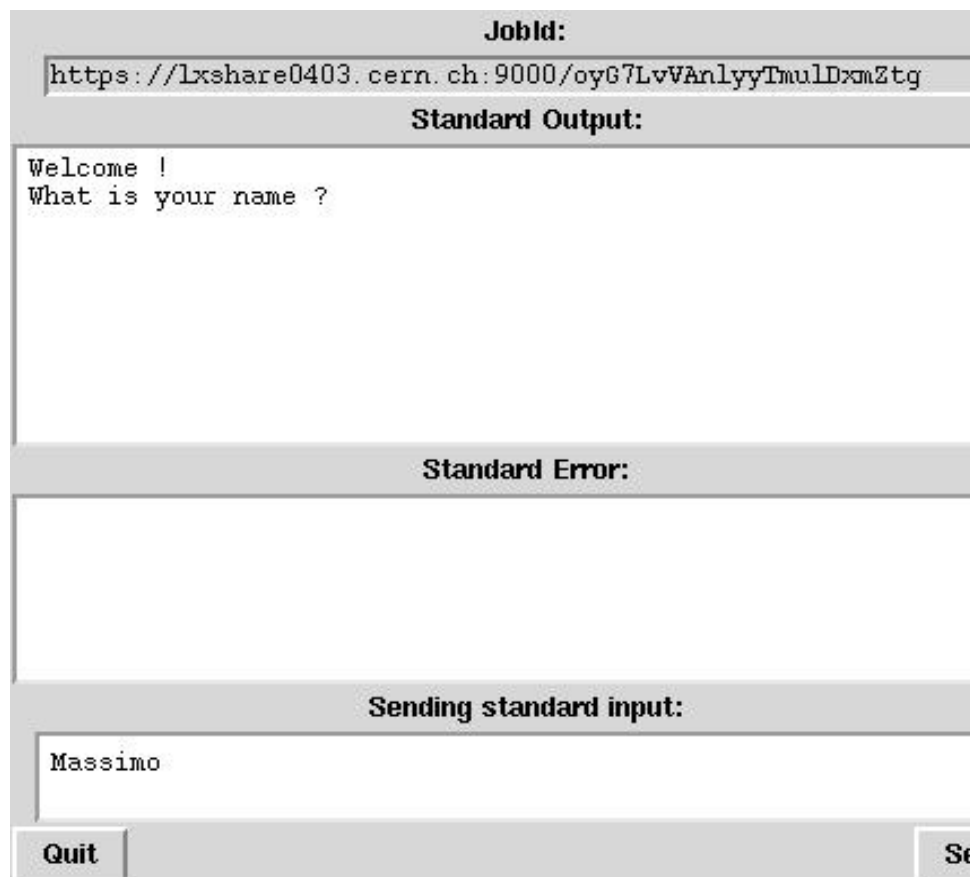 JobId:
https://lxshare0403.cern.ch:9000/oyG7LvVAnlyyTmulDxmZtg
Standard Output:
Welcome !
What is your name ?
Standard Error:
Sending standard input:
Massimo
Quit